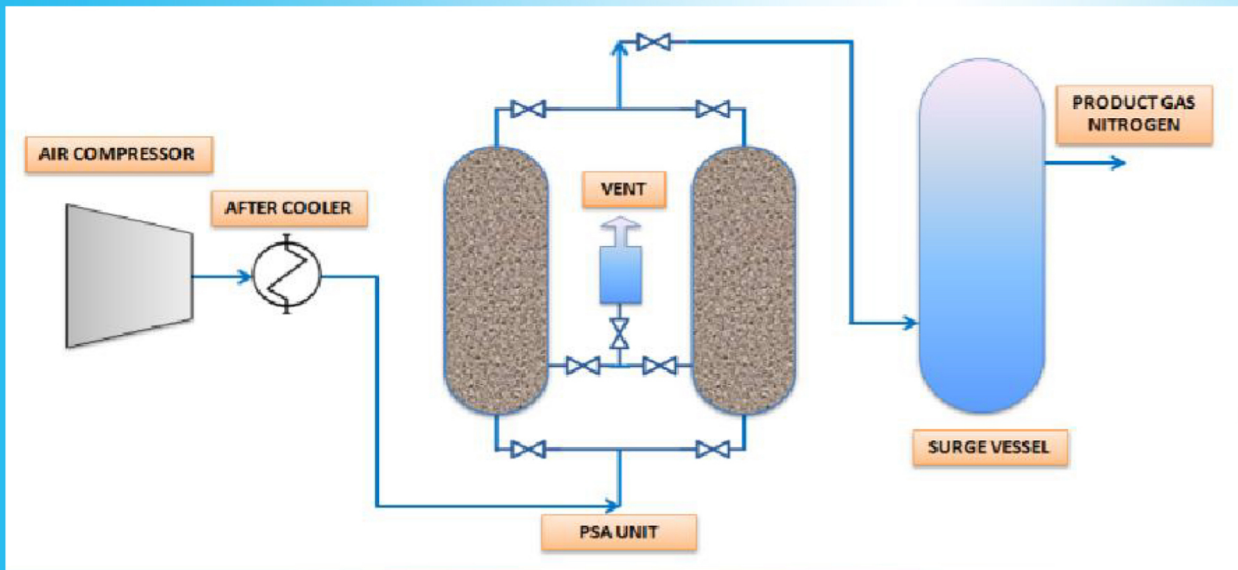 AIR COMPRESSOR
AFTER COOLER
VENT
PRODUCT GAS
NITROGEN
SURGE VESSEL
PSA UNIT